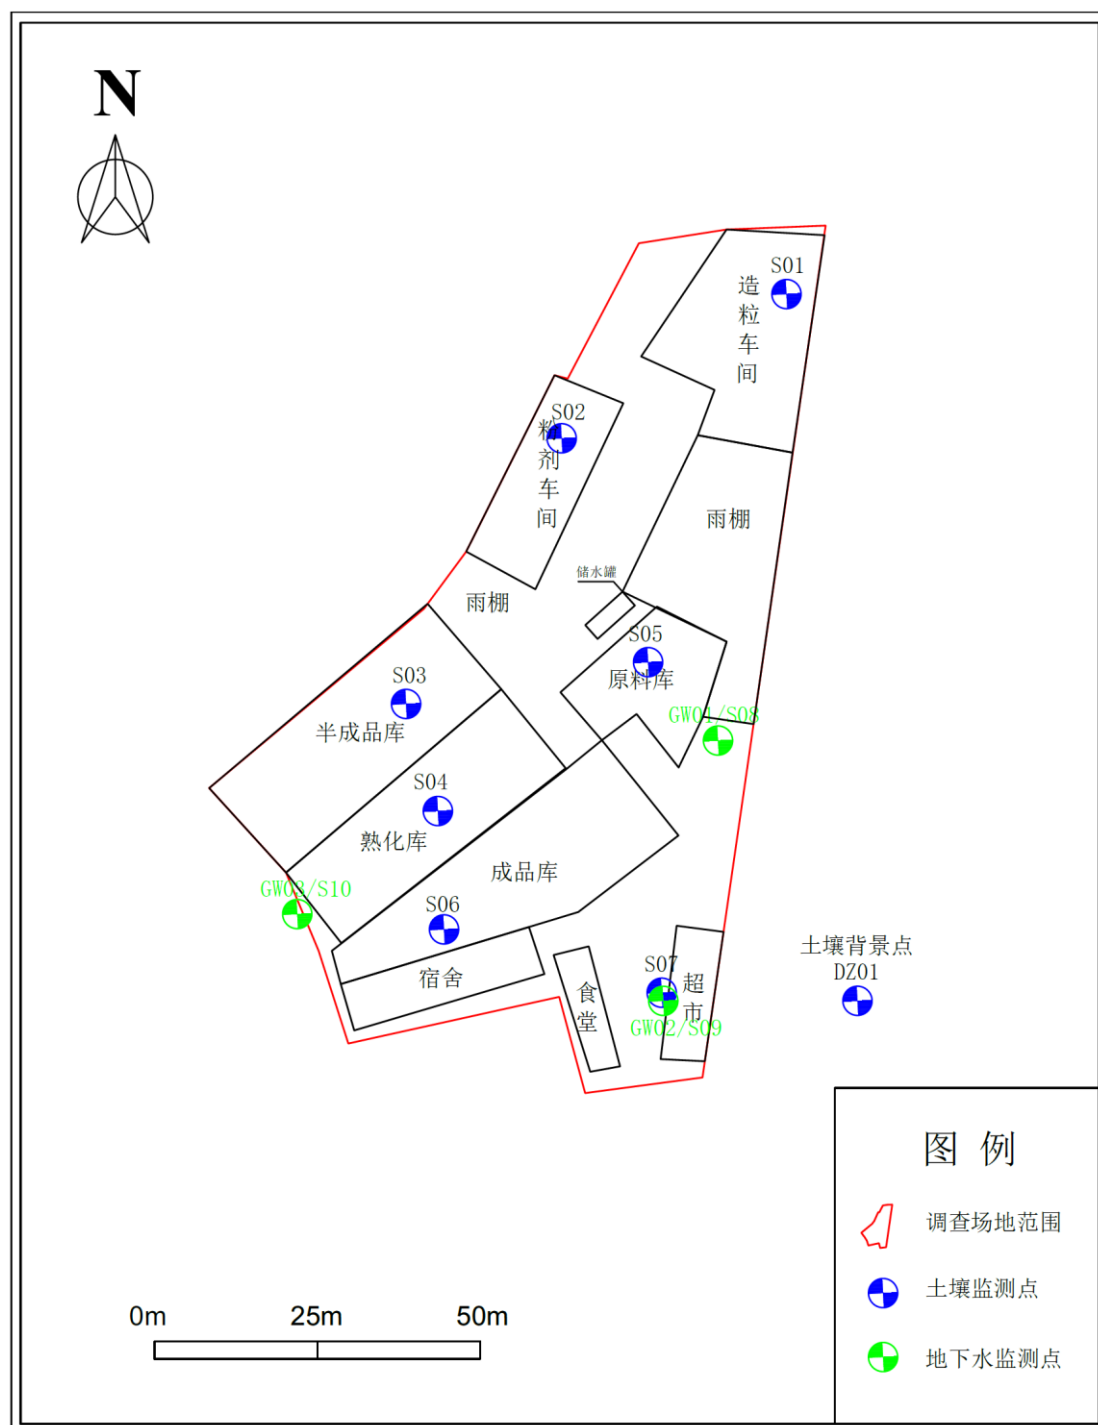 N
S01
造粒车间
S02
粉剂车间
雨棚
储水罐
雨棚
S05
原料库
S03
半成品库
GW01/S08
S04
熟化库
成品库
GW03/S10
S06
宿舍
食堂
S07
超市
GW02/S09
土壤背景点
DZ01
图 例
调查场地范围
土壤监测点
地下水监测点
0m 25m 50m